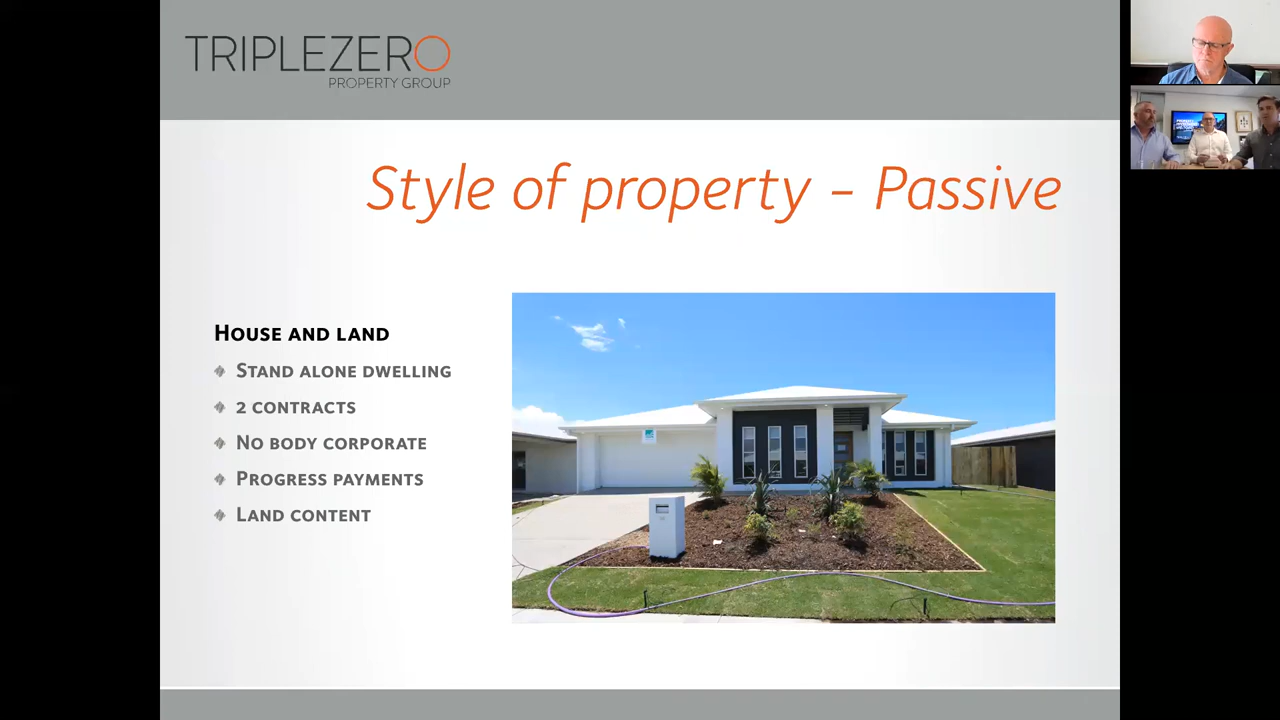 TRIPLEZERO
PROPERTY GROUP
Style of property - Passive
HOUSE AND LAND
STAND ALONE DWELLING
2 CONTRACTS
NO BODY CORPORATE
PROGRESS PAYMENTS
LAND CONTENT